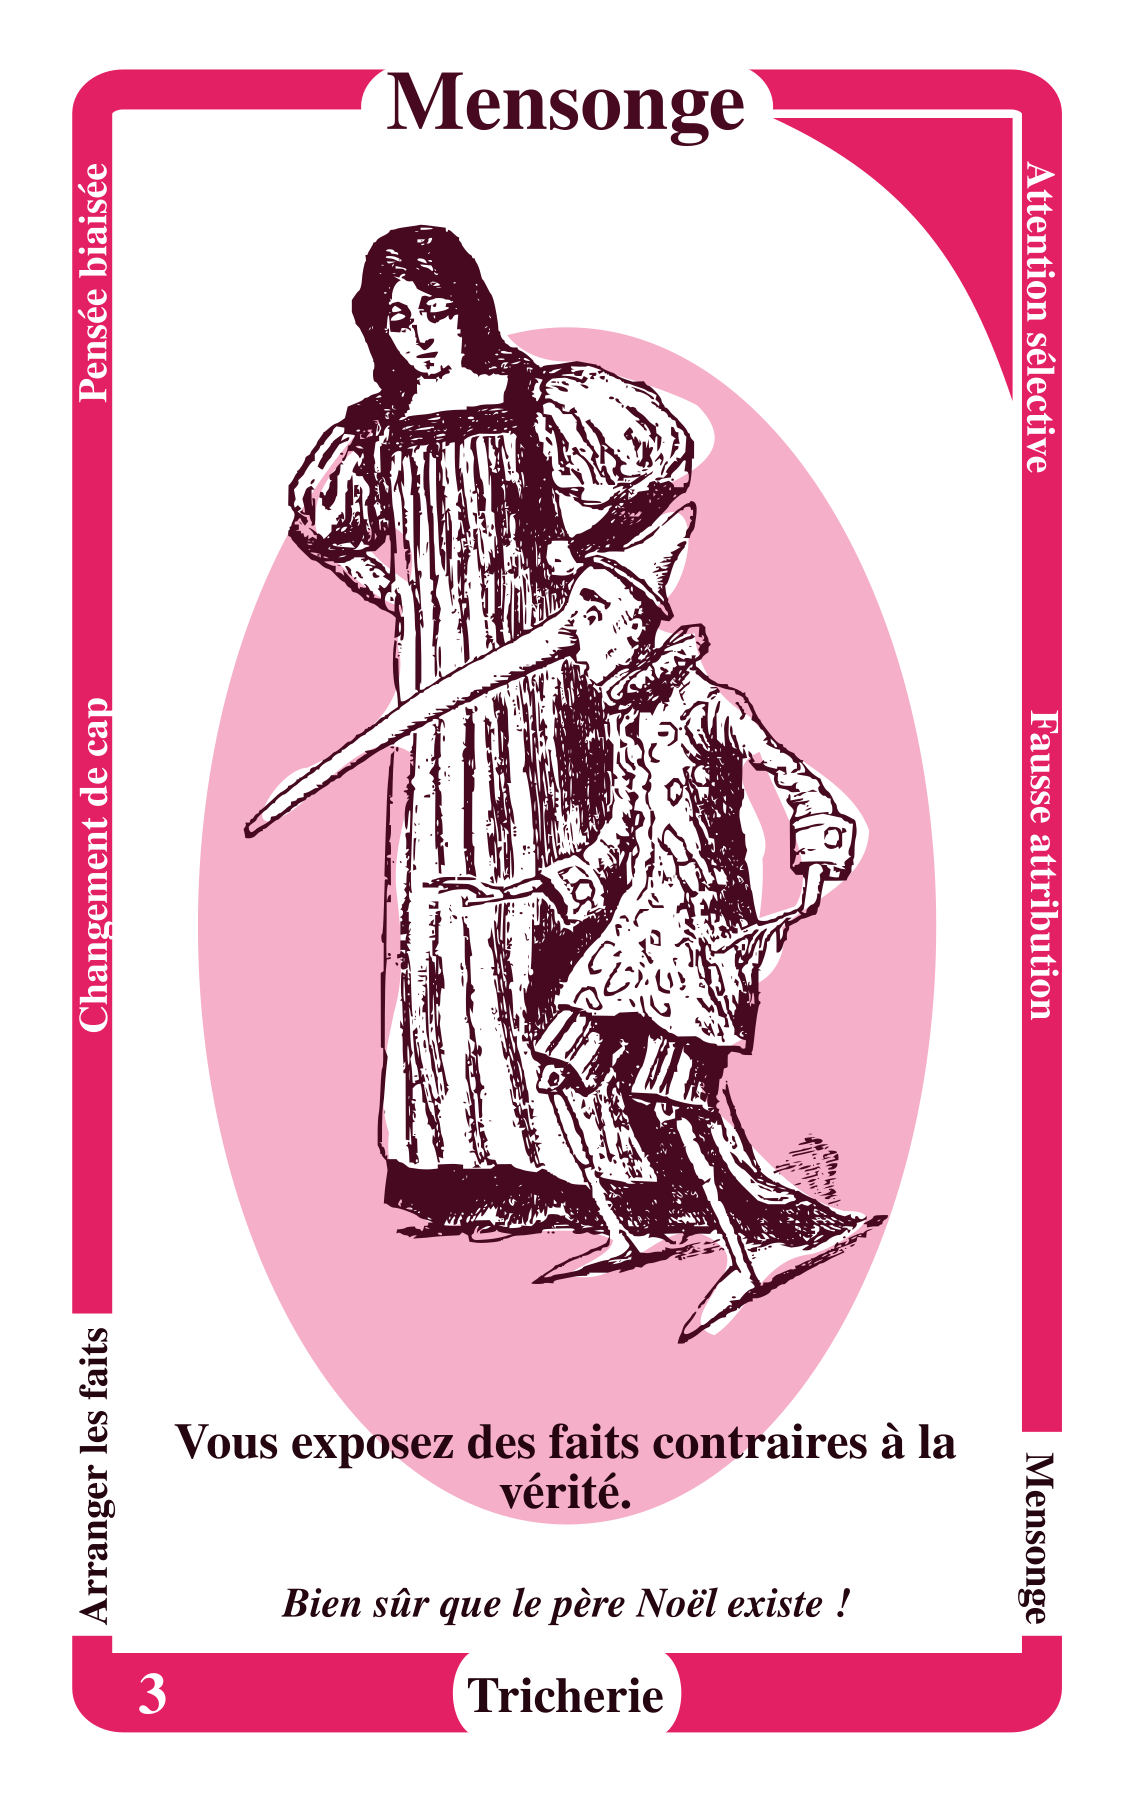 Mensonge
Pensée biaisée
Changement de cap
Arranger les faits
Attention sélective
Fausse attribution
Mensonge
Vous exposez des faits contraires à la
vérité.
Bien sûr que le père Noël existe !
3
Tricherie